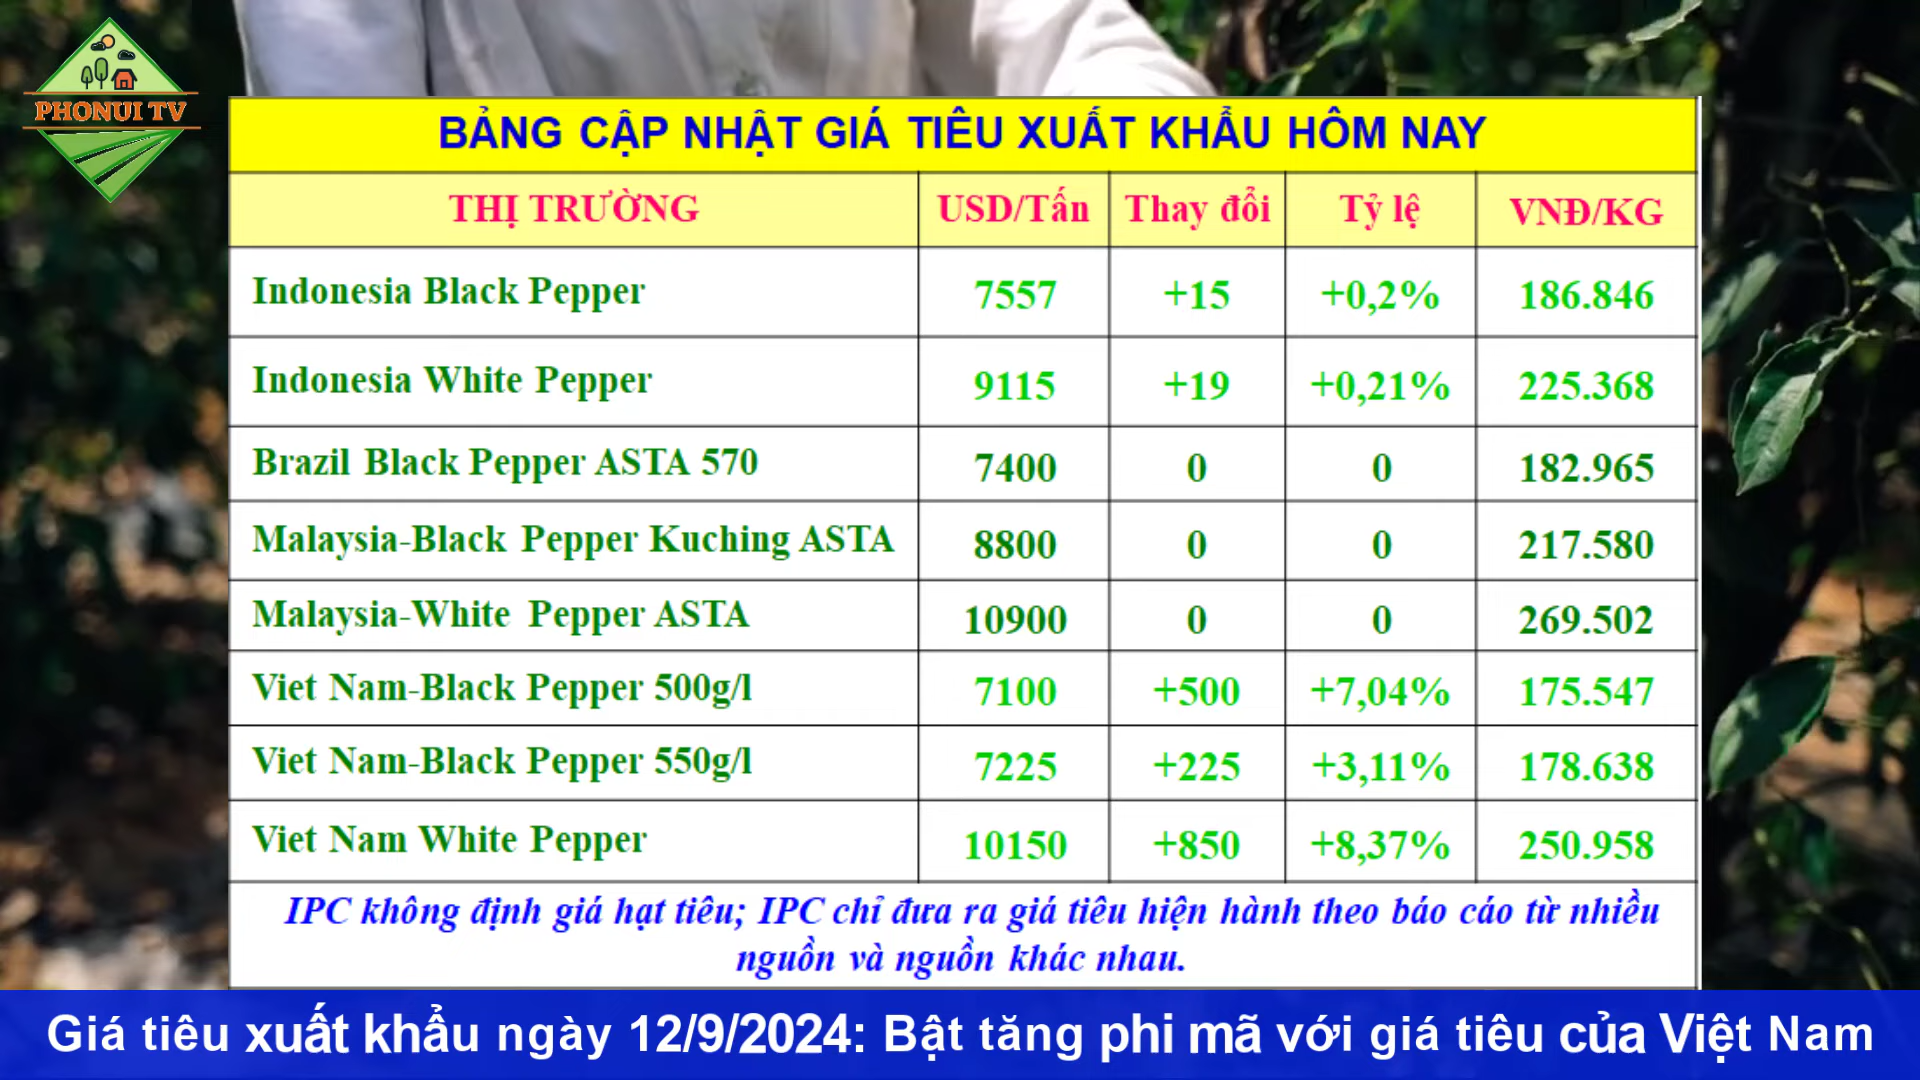 PHONUI TV
BẢNG CẬP NHẬT GIÁ TIÊU XUẤT KHẨU HÔM NAY
THỊ TRƯỜNG USD/Tấn Thay đổi Tỷ lệ VNĐ/KG
Indonesia Black Pepper 7557 +15 +0,2% 186.846
Indonesia White Pepper 9115 +19 +0,21% 225.368
Brazil Black Pepper ASTA 570 7400 0 0 182.965
Malaysia-Black Pepper Kuching ASTA 8800 0 0 217.580
Malaysia-White Pepper ASTA 10900 0 0 269.502
Viet Nam-Black Pepper 500g/l 7100 +500 +7,04% 175.547
Viet Nam-Black Pepper 550g/l 7225 +225 +3,11% 178.638
Viet Nam White Pepper 10150 +850 +8,37% 250.958
IPC không định giá hạt tiêu; IPC chỉ đưa ra giá tiêu hiện hành theo báo cáo từ nhiều
nguồn và nguồn khác nhau.
Giá tiêu xuất khẩu ngày 12/9/2024: Bật tăng phi mã với giá tiêu của Việt Nam